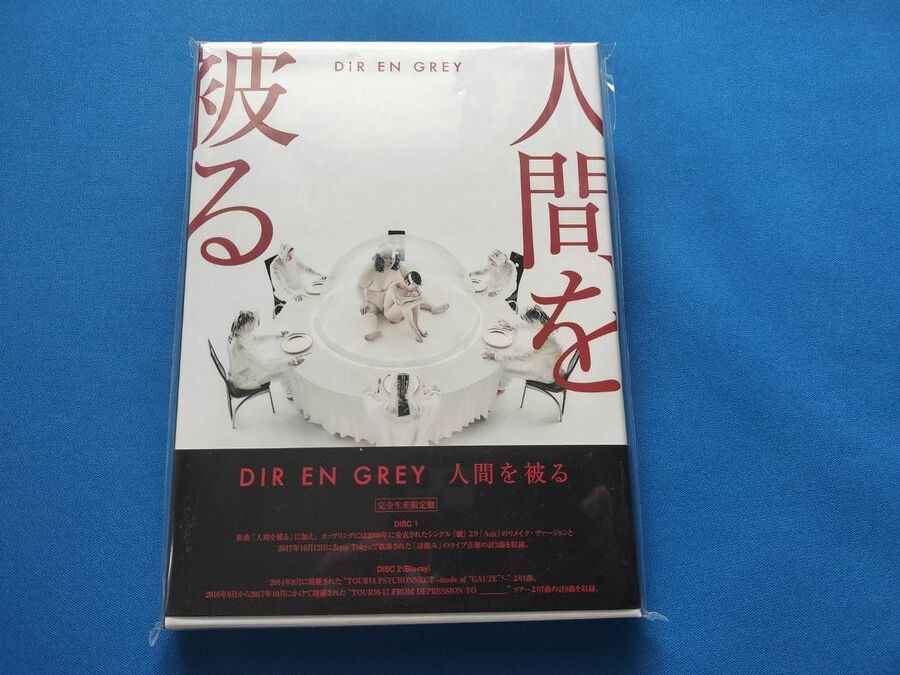 DIR EN GREY
人間を
被る
DIR EN GREY 人間を被る
完全生産限定盤
DISC 1
新曲「人間を被る」に加え、カップリングには2000年に発表されたシングル「脈」より「Ash」のリメイク・ヴァージョンと
2017年10月12日にZepp Tokyoで披露された「詩踏み」のライブ音源の計3曲を収録。
DISC 2(Blu-ray)
2014年8月に開催された "TOUR14 PSYCHONNECT -mode of "GAUZE"?-" より1曲、
2016年6月から2017年10月にかけて開催された "TOUR16-17 FROM DEPRESSION TO ________" ツアーより7曲の計8曲を収録。